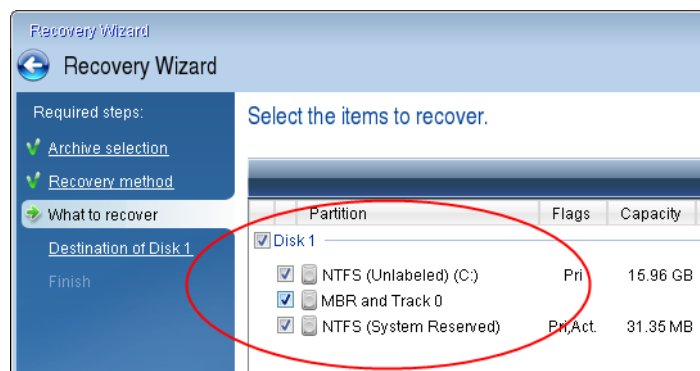 Recovery Wizard
Recovery Wizard
Required steps:
Archive selection
Recovery method
What to recover
Destination of Disk 1
Finish
Select the items to recover.
Partition Flags Capacity
Disk 1
NTFS (Unlabeled) (C:) Pri 15.96 GB
MBR and Track 0
NTFS (System Reserved) Pri,Act. 31.35 MB